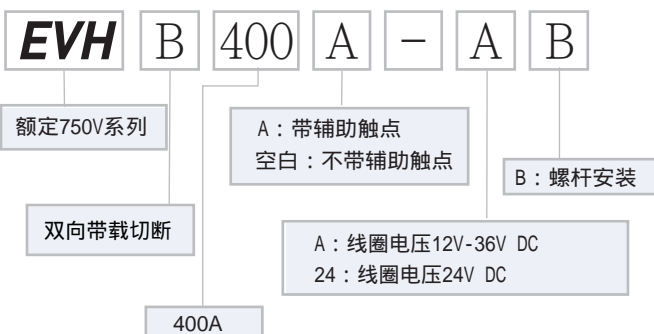 EVH B 400 A - A B
额定750V系列
A：带辅助触点
空白：不带辅助触点
B：螺杆安装
双向带载切断
A：线圈电压12V-36V DC
24：线圈电压24V DC
400A